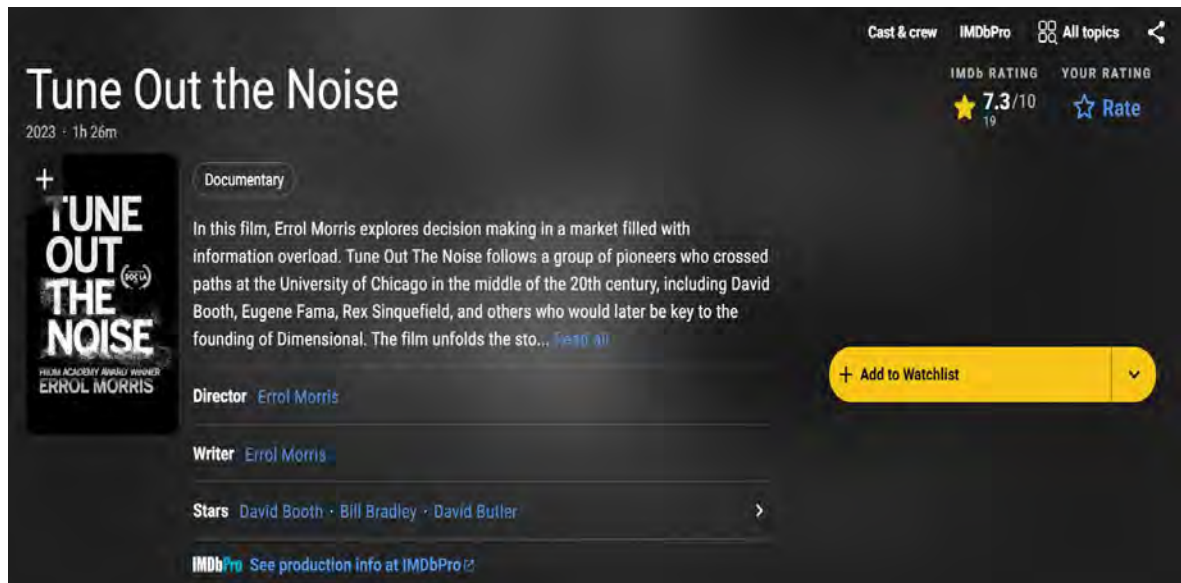 Cast & crew IMDbPro All topics
Tune Out the Noise
2023 · 1h 26m
IMDb RATING
7.3/10
19
YOUR RATING
Rate
TUNE
OUT
THE
NOISE
FROM ACADEMY AWARD WINNER
ERROL MORRIS
Documentary
In this film, Errol Morris explores decision making in a market filled with
information overload. Tune Out The Noise follows a group of pioneers who crossed
paths at the University of Chicago in the middle of the 20th century, including David
Booth, Eugene Fama, Rex Sinquefield, and others who would later be key to the
founding of Dimensional. The film unfolds the sto... Read all
Director Errol Morris
Writer Errol Morris
Stars David Booth · Bill Bradley · David Butler
IMDbPro See production info at IMDbPro
+ Add to Watchlist